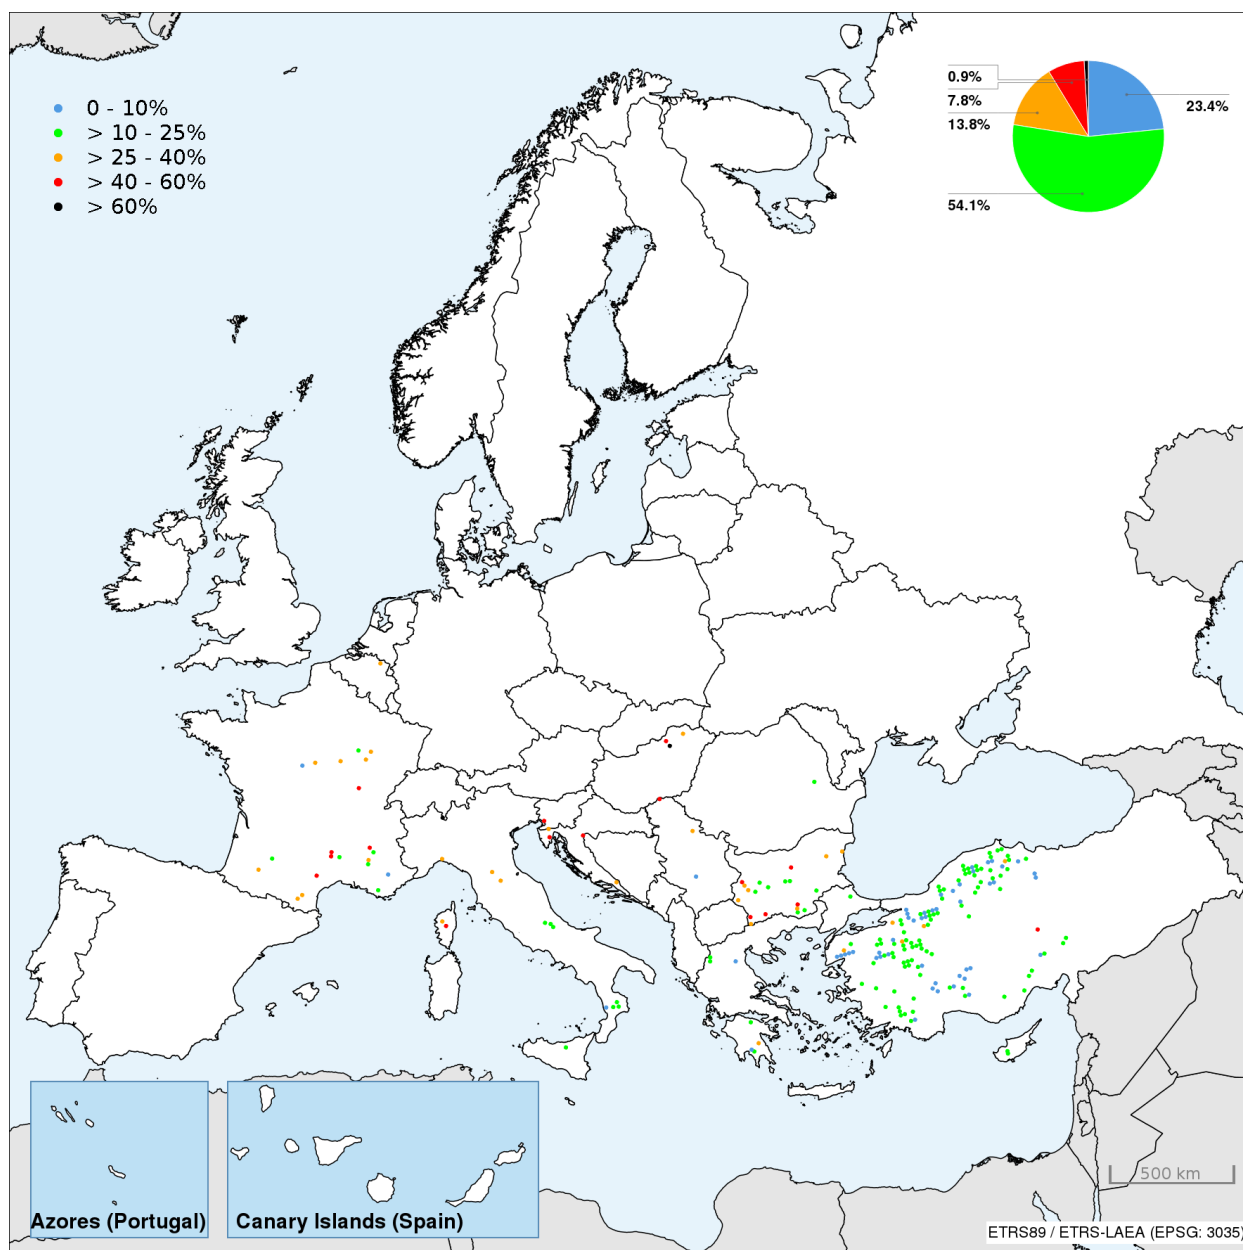 0 - 10%
> 10 - 25%
> 25 - 40%
> 40 - 60%
> 60%
0.9%
7.8%
13.8%
23.4%
54.1%
500 km
Azores (Portugal)
Canary Islands (Spain)
ETRS89 / ETRS-LAEA (EPSG: 3035)